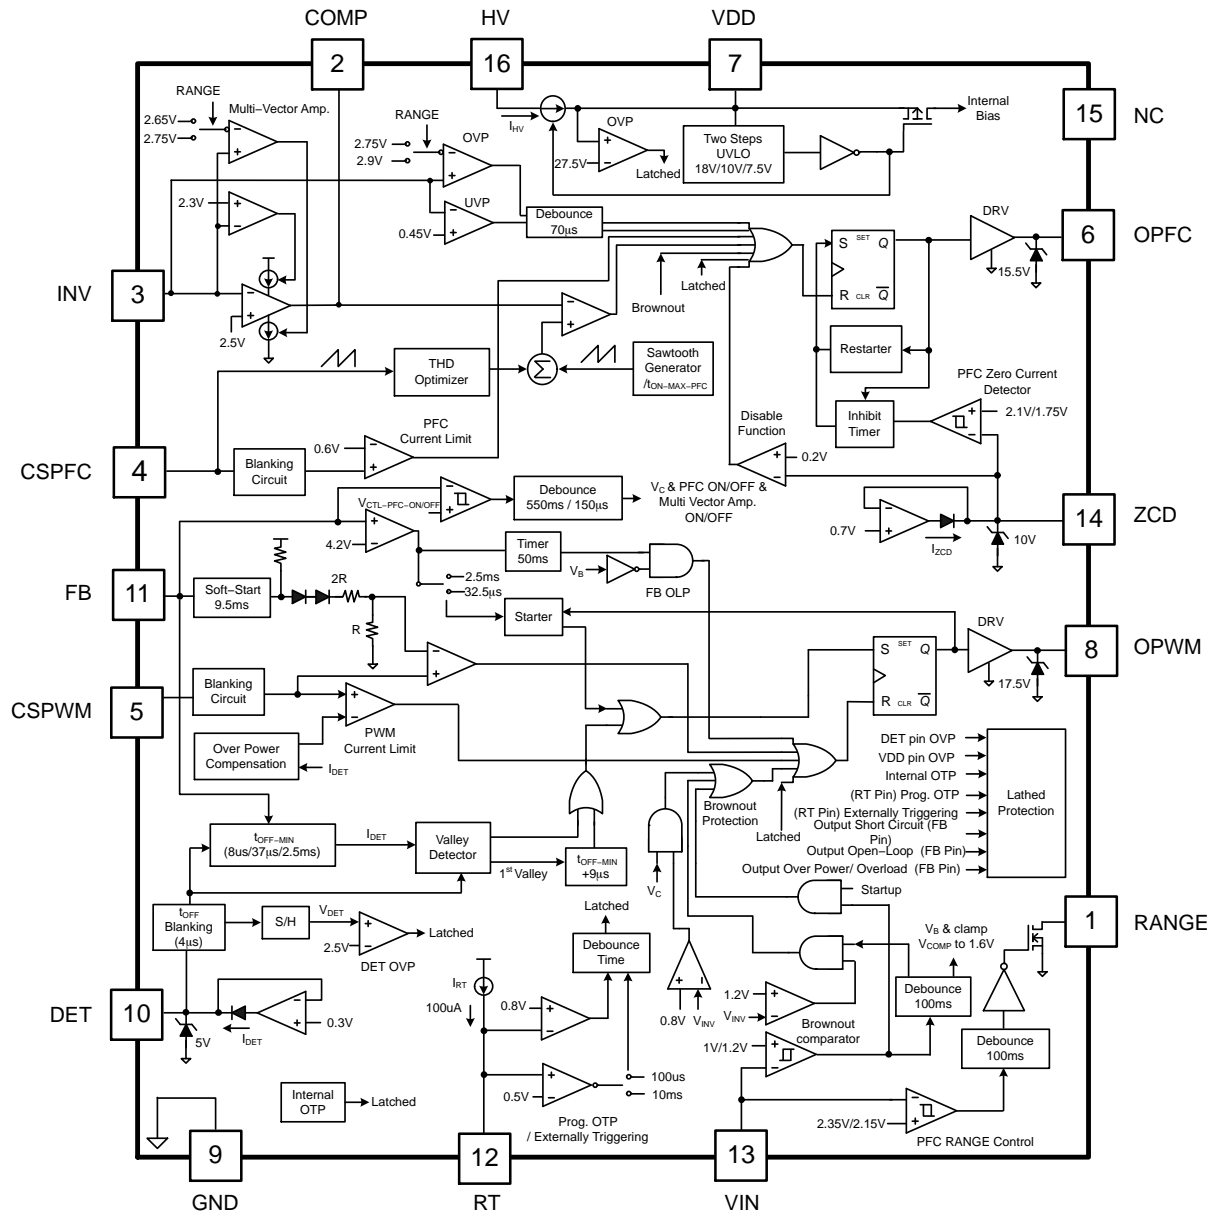 COMP
HV
VDD
2
16
7
15
NC
RANGE
Multi−Vector Amp.
2.65V
2.75V
RANGE
OVP
2.75V
2.9V
I_HV
OVP
27.5V
Latched
Two Steps
UVLO
18V/10V/7.5V
Internal
Bias
2.3V
UVP
0.45V
Debounce
70μs
S SET Q
R CLR Q
DRV
15.5V
6
OPFC
INV
3
2.5V
Latched
Brownout
Restarter
THD
Optimizer
Σ
Sawtooth
Generator
/t_ON−MAX−PFC
Inhibit
Timer
PFC Zero Current
Detector
2.1V/1.75V
PFC
Current Limit
0.6V
Disable
Function
0.2V
CSPFC
4
Blanking
Circuit
V_CTL−PFC−ON/OFF
Debounce
550ms / 150μs
V_C & PFC ON/OFF &
Multi Vector Amp.
ON/OFF
4.2V
0.7V
I_ZCD
10V
14
ZCD
Timer
50ms
V_B
FB OLP
FB
11
Soft−Start
9.5ms
2R
R
2.5ms
32.5μs
Starter
S SET Q
R CLR Q
DRV
17.5V
8
OPWM
CSPWM
5
Blanking
Circuit
PWM
Current Limit
Over Power
Compensation
I_DET
Brownout
Protection
Latched
DET pin OVP
VDD pin OVP
Internal OTP
(RT Pin) Prog. OTP
(RT Pin) Externally Triggering
Output Short Circuit (FB
Pin)
Output Open−Loop (FB Pin)
Output Over Power/ Overload (FB Pin)
Lathed
Protection
t_OFF−MIN
(8us/37μs/2.5ms)
I_DET
Valley
Detector
1st Valley
t_OFF−MIN
+9μs
V_C
Startup
t_OFF
Blanking
(4μs)
S/H
V_DET
2.5V
DET OVP
Latched
Latched
Debounce
Time
V_B & clamp
V_COMP to 1.6V
1
RANGE
DET
10
5V
I_DET
0.3V
I_RT
100uA
0.8V
0.8V
V_INV
1.2V
V_INV
Debounce
100ms
Brownout
comparator
1V/1.2V
Debounce
100ms
0.5V
100us
10ms
Internal
OTP
Latched
Prog. OTP
/ Externally Triggering
2.35V/2.15V
PFC RANGE Control
9
GND
12
RT
13
VIN